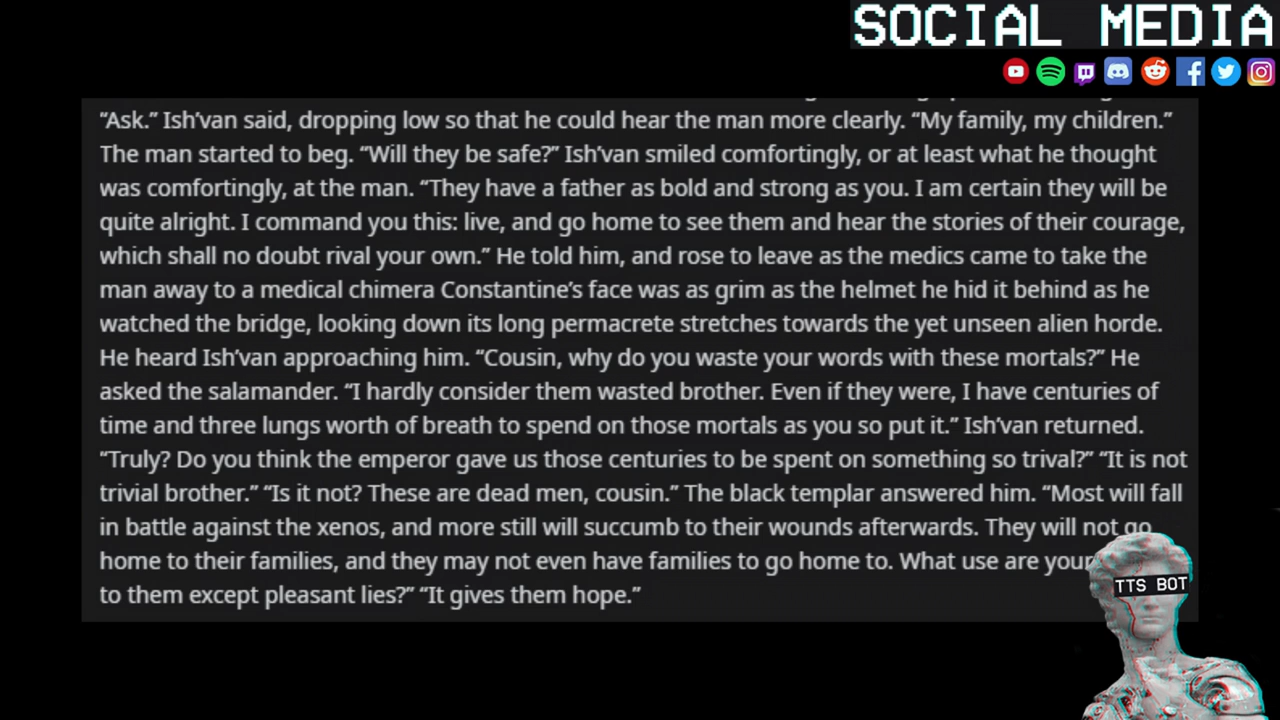 SOCIAL MEDIA
“Ask.” Ish’van said, dropping low so that he could hear the man more clearly. “My family, my children.”
The man started to beg. “Will they be safe?” Ish’van smiled comfortingly, or at least what he thought
was comfortingly, at the man. “They have a father as bold and strong as you. I am certain they will be
quite alright. I command you this: live, and go home to see them and hear the stories of their courage,
which shall no doubt rival your own.” He told him, and rose to leave as the medics came to take the
man away to a medical chimera Constantine’s face was as grim as the helmet he hid it behind as he
watched the bridge, looking down its long permacrete stretches towards the yet unseen alien horde.
He heard Ish’van approaching him. “Cousin, why do you waste your words with these mortals?” He
asked the salamander. “I hardly consider them wasted brother. Even if they were, I have centuries of
time and three lungs worth of breath to spend on those mortals as you so put it.” Ish’van returned.
“Truly? Do you think the emperor gave us those centuries to be spent on something so trival?” “It is not
trivial brother.” “Is it not? These are dead men, cousin.” The black templar answered him. “Most will fall
in battle against the xenos, and more still will succumb to their wounds afterwards. They will not go
home to their families, and they may not even have families to go home to. What use are your
to them except pleasant lies?” “It gives them hope.”
TTS BOT